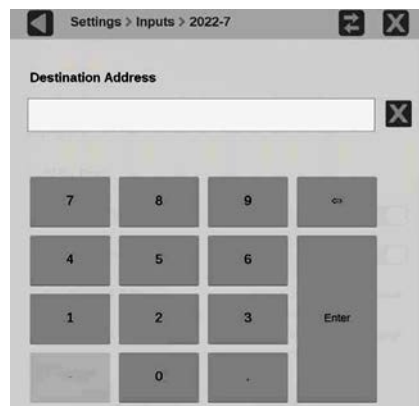 Settings > Inputs > 2022-7
Destination Address
7 8 9 ⇦
4 5 6
1 2 3 Enter
- 0 .